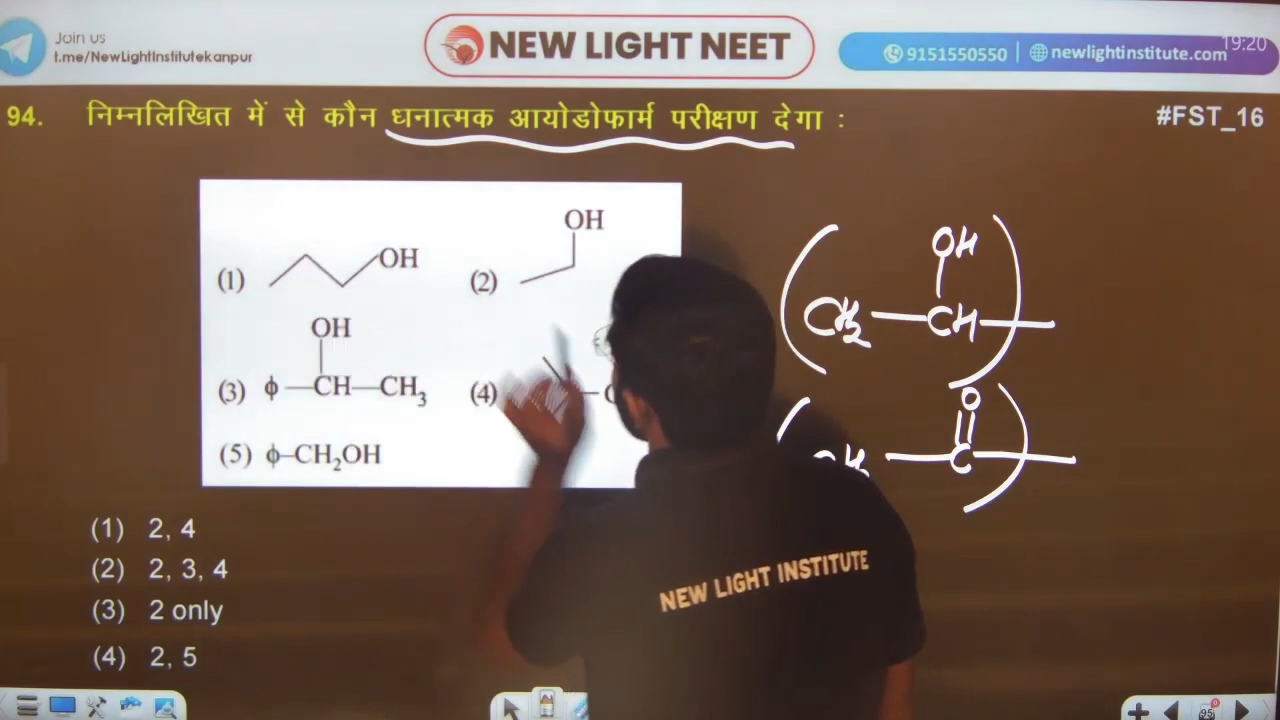 Join us
t.me/NewLightInstitutekanpur
NEW LIGHT NEET
9151550550 | newlightinstitute.com
19:20
94. निम्नलिखित में से कौन धनात्मक आयोडोफार्म परीक्षण देगा :
#FST_16
(1) OH
(2) OH
OH
(3) ϕ—CH—CH3
(4)
(5) ϕ–CH2OH
OH
CH3—CH—
O
C
(1) 2, 4
(2) 2, 3, 4
(3) 2 only
(4) 2, 5
NEW LIGHT INSTITUTE
95